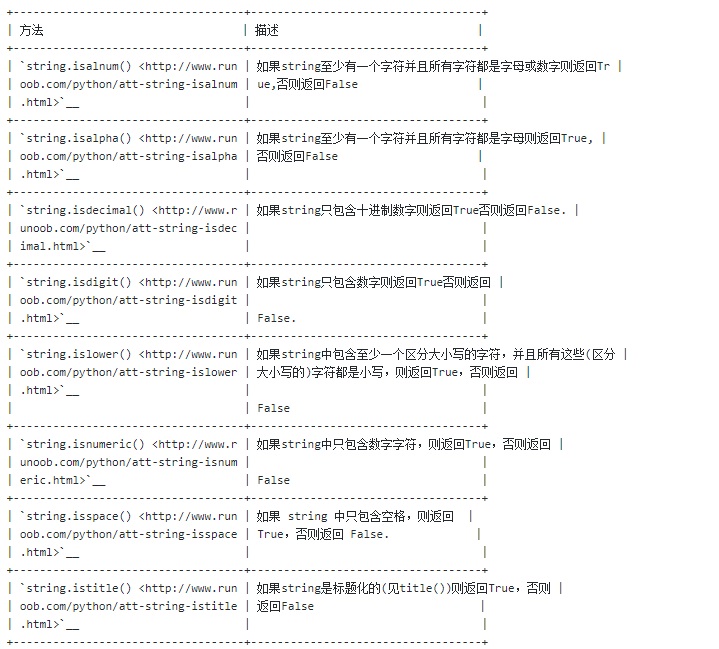 +-----------------------------------+-----------------------------------+
| 方法 | 描述 |
+-----------------------------------+-----------------------------------+
| `string.isalnum() <http://www.run | 如果string至少有一个字符并且所有字符都是字母或数字则返回Tr |
| oob.com/python/att-string-isalnum | ue,否则返回False |
| .html>`__ | |
+-----------------------------------+-----------------------------------+
| `string.isalpha() <http://www.run | 如果string至少有一个字符并且所有字符都是字母则返回True, |
| oob.com/python/att-string-isalpha | 否则返回False |
| .html>`__ | |
+-----------------------------------+-----------------------------------+
| `string.isdecimal() <http://www.r | 如果string只包含十进制数字则返回True否则返回False. |
| unoob.com/python/att-string-isdec | |
| imal.html>`__ | |
+-----------------------------------+-----------------------------------+
| `string.isdigit() <http://www.run | 如果string只包含数字则返回True否则返回 |
| oob.com/python/att-string-isdigit | |
| .html>`__ | False. |
+-----------------------------------+-----------------------------------+
| `string.islower() <http://www.run | 如果string中包含至少一个区分大小写的字符，并且所有这些(区分 |
| oob.com/python/att-string-islower | 大小写的)字符都是小写，则返回True，否则返回 |
| .html>`__ | |
| | False |
+-----------------------------------+-----------------------------------+
| `string.isnumeric() <http://www.r | 如果string中只包含数字字符，则返回True，否则返回 |
| unoob.com/python/att-string-isnum | |
| eric.html>`__ | False |
+-----------------------------------+-----------------------------------+
| `string.isspace() <http://www.run | 如果 string 中只包含空格，则返回 |
| oob.com/python/att-string-isspace | True，否则返回 False. |
| .html>`__ | |
+-----------------------------------+-----------------------------------+
| `string.istitle() <http://www.run | 如果string是标题化的(见title())则返回True，否则 |
| oob.com/python/att-string-istitle | 返回False |
| .html>`__ | |
+-----------------------------------+-----------------------------------+